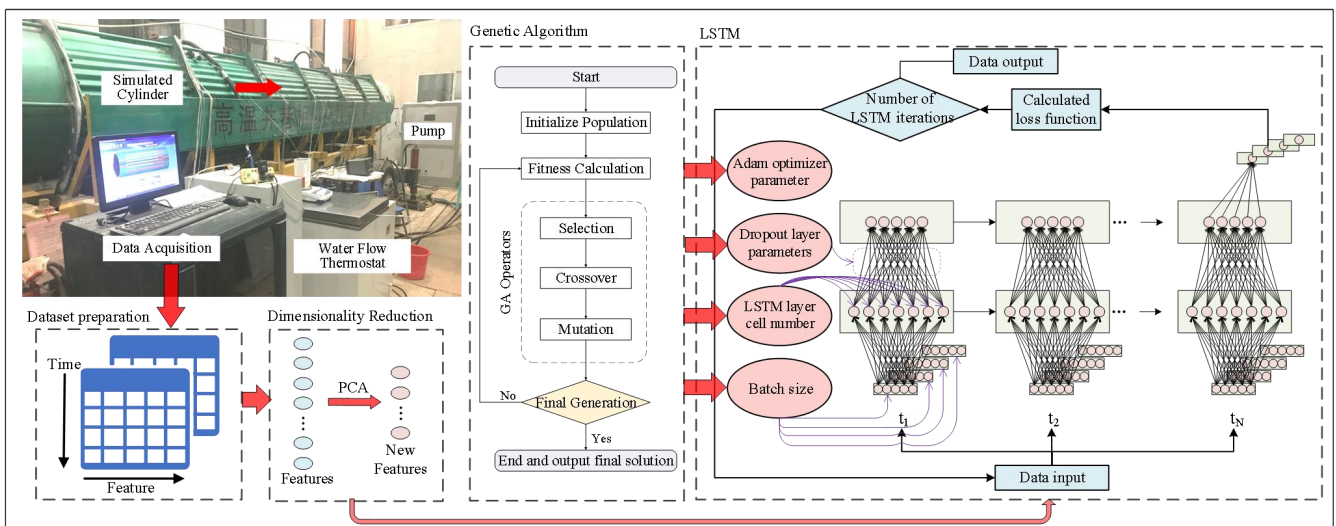 Simulated
Cylinder
高温
Pump
Data Acquisition
Water Flow
Thermostat
Dataset preparation
Time
Feature
Dimensionality Reduction
PCA
Features
New
Features
Genetic Algorithm
Start
Initialize Population
Fitness Calculation
GA Operators
Selection
Crossover
Mutation
No
Final Generation
Yes
End and output final solution
LSTM
Data output
Number of
LSTM iterations
Calculated
loss function
Adam optimizer
parameter
Dropout layer
parameters
LSTM layer
cell number
Batch size
t1
t2
tN
Data input